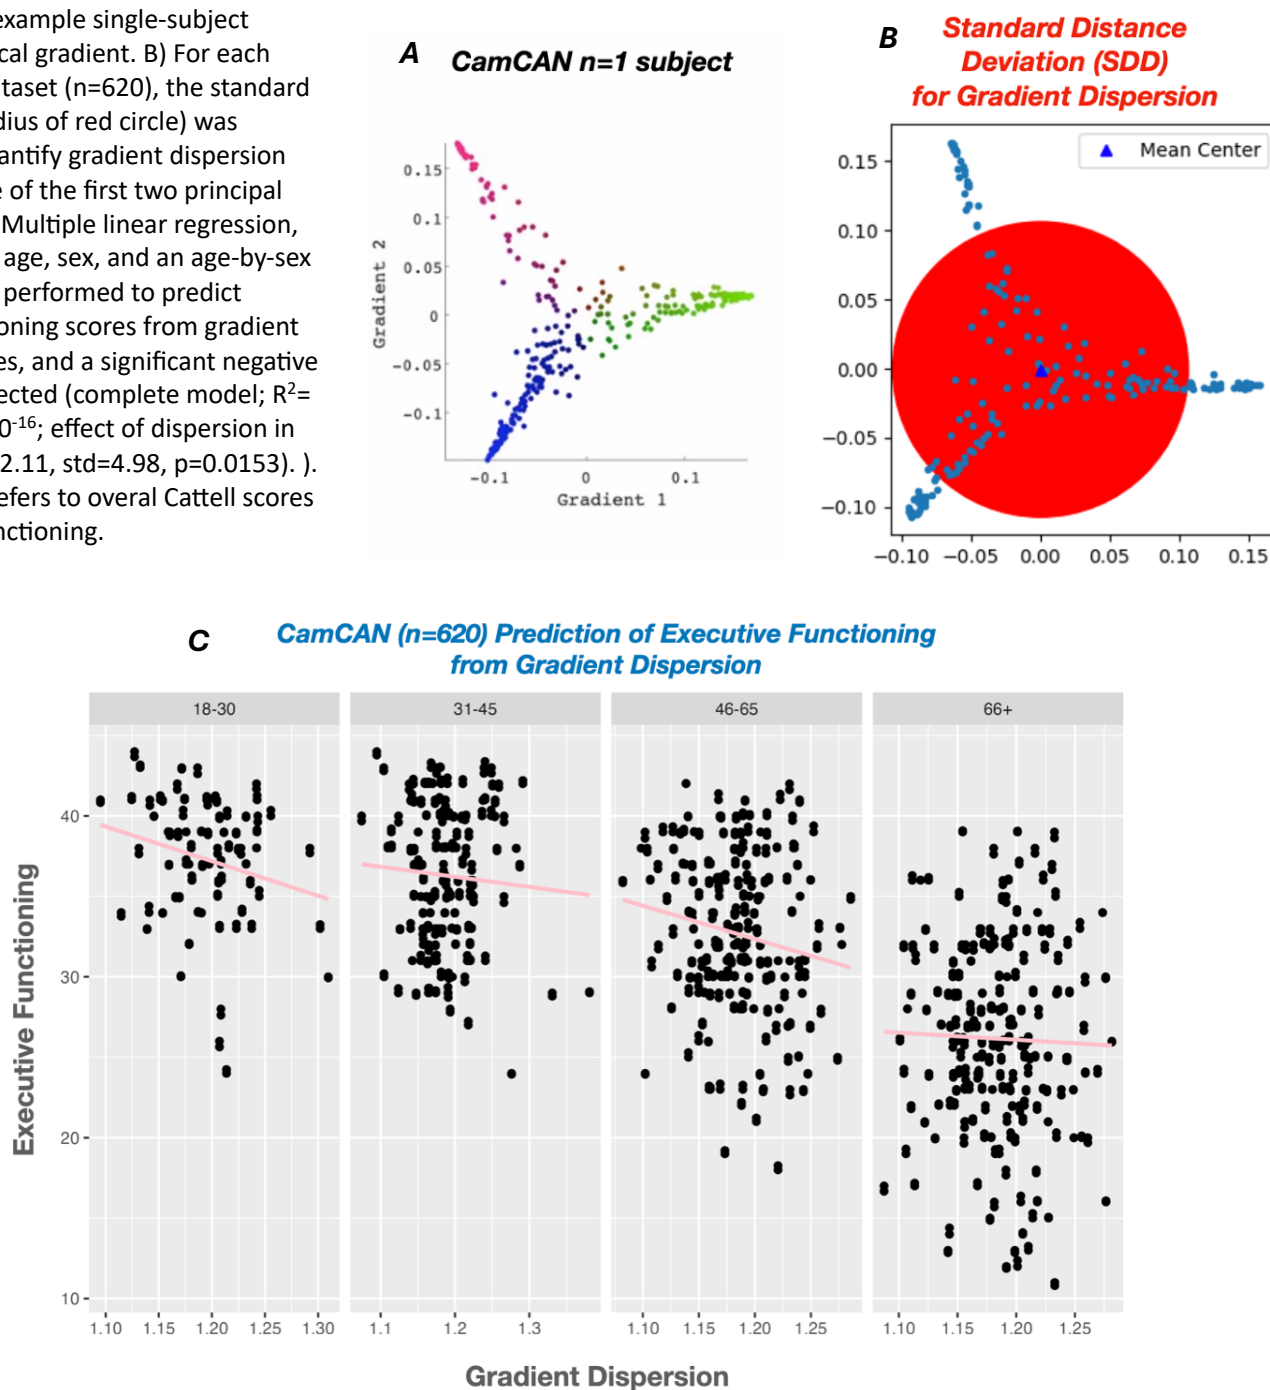 example single-subject
cal gradient. B) For each
taset (n=620), the standard
dius of red circle) was
antify gradient dispersion
e of the first two principal
Multiple linear regression,
age, sex, and an age-by-sex
performed to predict
oning scores from gradient
es, and a significant negative
ected (complete model; R²=
0⁻¹⁶; effect of dispersion in
2.11, std=4.98, p=0.0153). ).
efers to overal Cattell scores
nctioning.
A
CamCAN n=1 subject
0.15
0.1
0.05
0
−0.05
−0.1
Gradient 2
−0.1 0 0.1
Gradient 1
B
Standard Distance
Deviation (SDD)
for Gradient Dispersion
Mean Center
0.15
0.10
0.05
0.00
−0.05
−0.10
−0.10 −0.05 0.00 0.05 0.10 0.15
C
CamCAN (n=620) Prediction of Executive Functioning
from Gradient Dispersion
18-30 31-45 46-65 66+
Executive Functioning
40
30
20
10
1.10 1.15 1.20 1.25 1.30 1.1 1.2 1.3 1.10 1.15 1.20 1.25 1.10 1.15 1.20 1.25
Gradient Dispersion